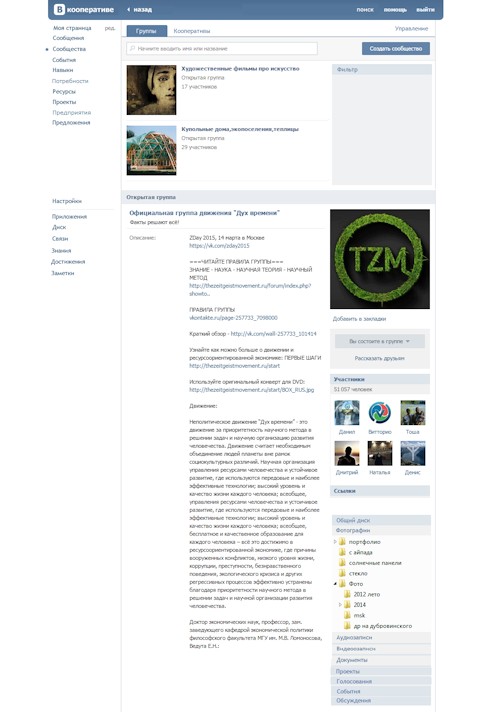 В кооперативе
назад
поиск
помощь
выйти
Моя страница
ред.
Сообщения
Сообщества
События
Навыки
Потребности
Ресурсы
Проекты
Предприятия
Предложения
Группы
Кооперативы
Управление
Начните вводить имя или название
Создать сообщество
Художественные фильмы про искусство
Открытая группа
17 участников
Купольные дома,экопоселения,теплицы
Открытая группа
29 участников
Фильтр
Настройки
Приложения
Диск
Связи
Знания
Достижения
Заметки
Открытая группа
Официальная группа движения "Дух времени"
Факты решают всё!
Описание:
ZDay 2015, 14 марта в Москве
https://vk.com/zday2015
===ЧИТАЙТЕ ПРАВИЛА ГРУППЫ===
ЗНАНИЕ - НАУКА - НАУЧНАЯ ТЕОРИЯ - НАУЧНЫЙ
МЕТОД
http://thezeitgeistmovement.ru/forum/index.php?
showto..
ПРАВИЛА ГРУППЫ
vkontakte.ru/page-257733_7098000
Краткий обзор - http://vk.com/wall-257733_101414
Узнайте как можно больше о движении и
ресурсоориентированной экономике: ПЕРВЫЕ ШАГИ
http://thezeitgeistmovement.ru/start
Используйте оригинальный конверт для DVD:
http://thezeitgeistmovement.ru/start/BOX_RUS.jpg
Движение:
Неполитическое движение "Дух времени" - это
движение за приоритетность научного метода в
решении задач и научную организацию развития
человечества. Движение считает необходимым
объединение людей планеты вне рамок
социокультурных различий. Научная организация
управления ресурсами человечества и устойчивое
развитие, где используются передовые и наиболее
эффективные технологии; высокий уровень и
качество жизни каждого человека; всеобщее,
управления ресурсами человечества и устойчивое
развитие, где используются передовые и наиболее
эффективные технологии; высокий уровень и
качество жизни каждого человека; всеобщее,
бесплатное и качественное образование для
каждого человека – всё это достижимо в
ресурсоориентированной экономике, где причины
вооруженных конфликтов, низкого уровня жизни,
коррупции, преступности, безнравственного
поведения, экологического кризиса и других
регрессивных процессов эффективно устранены
благодаря приоритетности научного метода в
решении задач и научной организации развития
человечества.
Доктор экономических наук, профессор, зам.
заведующего кафедрой экономической политики
философского факультета МГУ им. М.В. Ломоносова,
Ведута Е.Н.:
TZM
Добавить в закладки
Вы состоите в группе
Рассказать друзьям
Участники
51 057 человек
Данил
Витторио
Тоша
Дмитрий
Наталья
Денис
Ссылки
Общий диск
Фотографии
портфолио
с айпада
солнечные панели
стекло
Фото
2012 лето
2014
msk
др на дубровинского
Аудиозаписи
Видеозаписи
Документы
Проекты
Голосования
События
Обсуждения